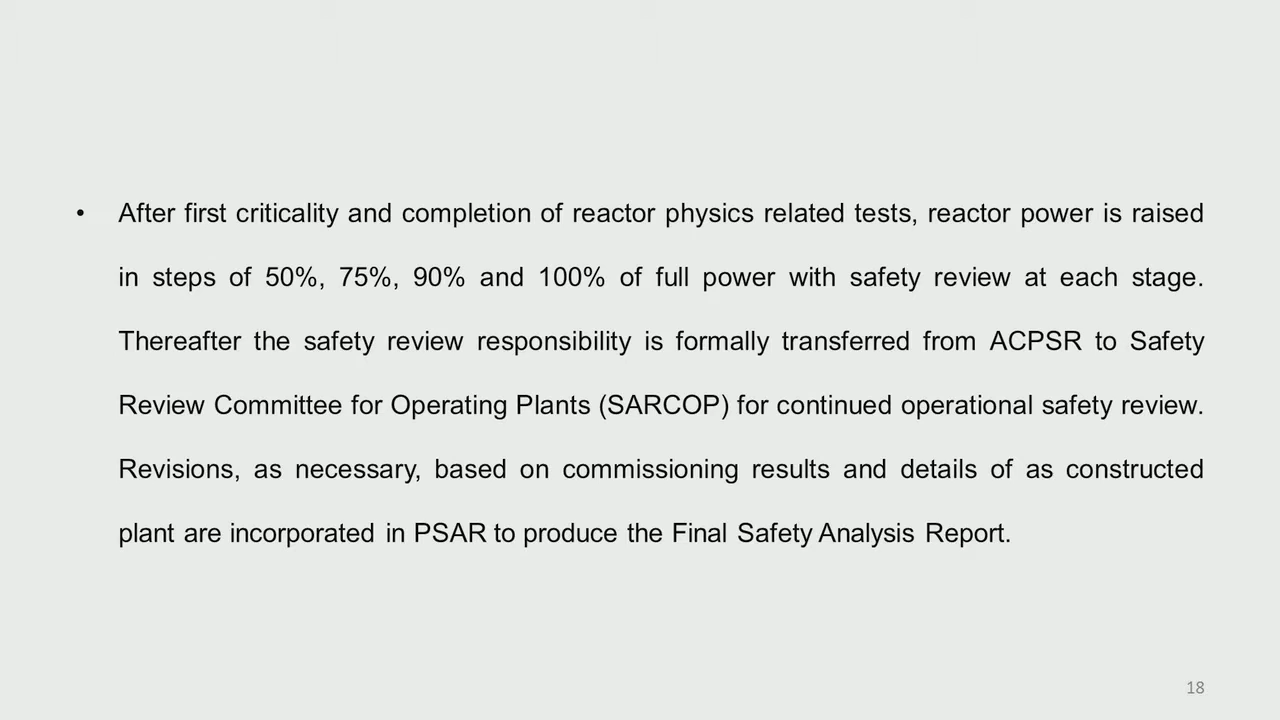 • After first criticality and completion of reactor physics related tests, reactor power is raised
in steps of 50%, 75%, 90% and 100% of full power with safety review at each stage.
Thereafter the safety review responsibility is formally transferred from ACPSR to Safety
Review Committee for Operating Plants (SARCOP) for continued operational safety review.
Revisions, as necessary, based on commissioning results and details of as constructed
plant are incorporated in PSAR to produce the Final Safety Analysis Report.
18